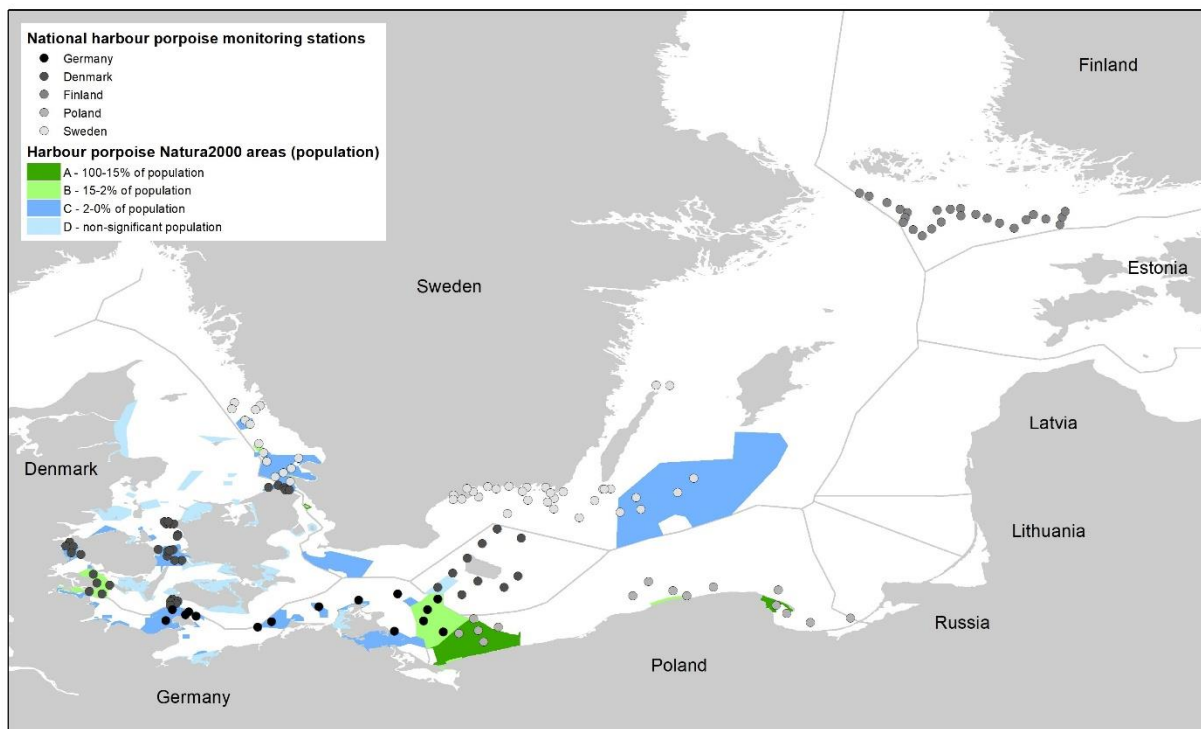 National harbour porpoise monitoring stations
Germany
Denmark
Finland
Poland
Sweden
Harbour porpoise Natura2000 areas (population)
A - 100-15% of population
B - 15-2% of population
C - 2-0% of population
D - non-significant population
Finland
Estonia
Sweden
Latvia
Denmark
Lithuania
Russia
Poland
Germany